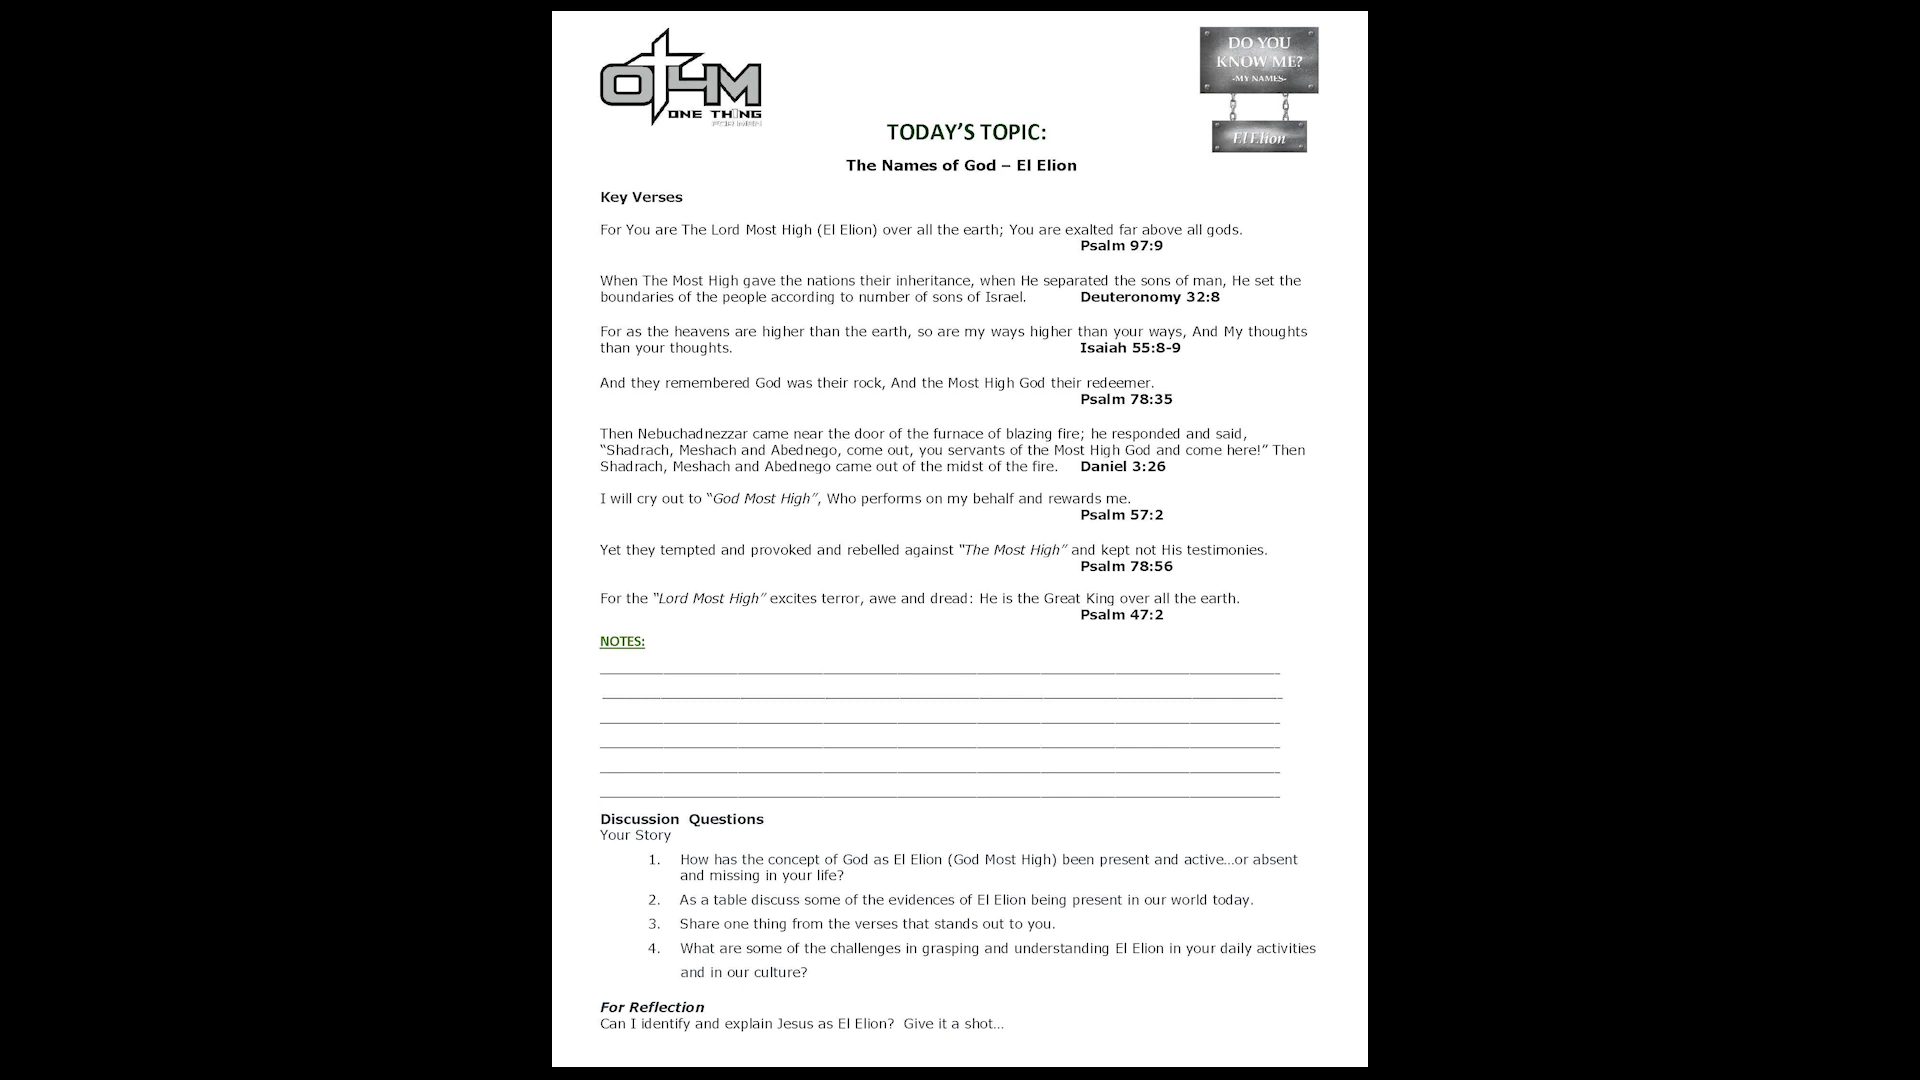 OT4M
ONE TH1NG
FOR MEN
DO YOU
KNOW ME?
-MY NAMES-
El Elion
TODAY’S TOPIC:
The Names of God – El Elion
Key Verses
For You are The Lord Most High (El Elion) over all the earth; You are exalted far above all gods.
Psalm 97:9
When The Most High gave the nations their inheritance, when He separated the sons of man, He set the
boundaries of the people according to number of sons of Israel. Deuteronomy 32:8
For as the heavens are higher than the earth, so are my ways higher than your ways, And My thoughts
than your thoughts. Isaiah 55:8-9
And they remembered God was their rock, And the Most High God their redeemer.
Psalm 78:35
Then Nebuchadnezzar came near the door of the furnace of blazing fire; he responded and said,
“Shadrach, Meshach and Abednego, come out, you servants of the Most High God and come here!” Then
Shadrach, Meshach and Abednego came out of the midst of the fire. Daniel 3:26
I will cry out to “God Most High”, Who performs on my behalf and rewards me.
Psalm 57:2
Yet they tempted and provoked and rebelled against “The Most High” and kept not His testimonies.
Psalm 78:56
For the “Lord Most High” excites terror, awe and dread: He is the Great King over all the earth.
Psalm 47:2
NOTES:
Discussion Questions
Your Story
1. How has the concept of God as El Elion (God Most High) been present and active…or absent
and missing in your life?
2. As a table discuss some of the evidences of El Elion being present in our world today.
3. Share one thing from the verses that stands out to you.
4. What are some of the challenges in grasping and understanding El Elion in your daily activities
and in our culture?
For Reflection
Can I identify and explain Jesus as El Elion? Give it a shot…